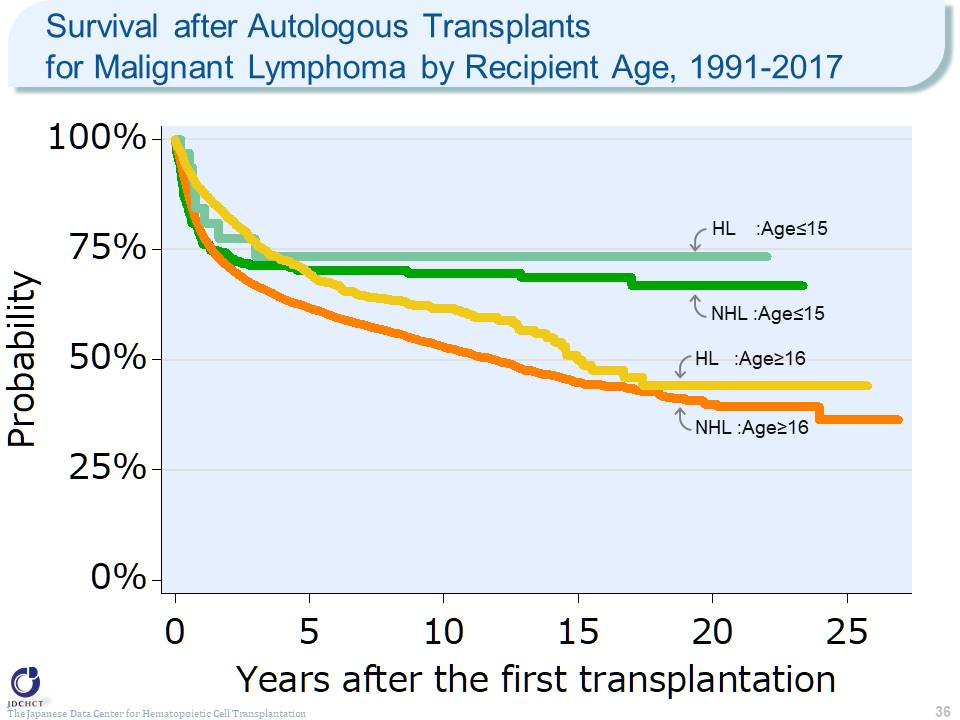 Survival after Autologous Transplants
for Malignant Lymphoma by Recipient Age, 1991-2017
Probability
100%
75%
50%
25%
0%
HL :Age≤15
NHL :Age≤15
HL :Age≥16
NHL :Age≥16
0 5 10 15 20 25
Years after the first transplantation
JDCHCT
The Japanese Data Center for Hematopoietic Cell Transplantation
36